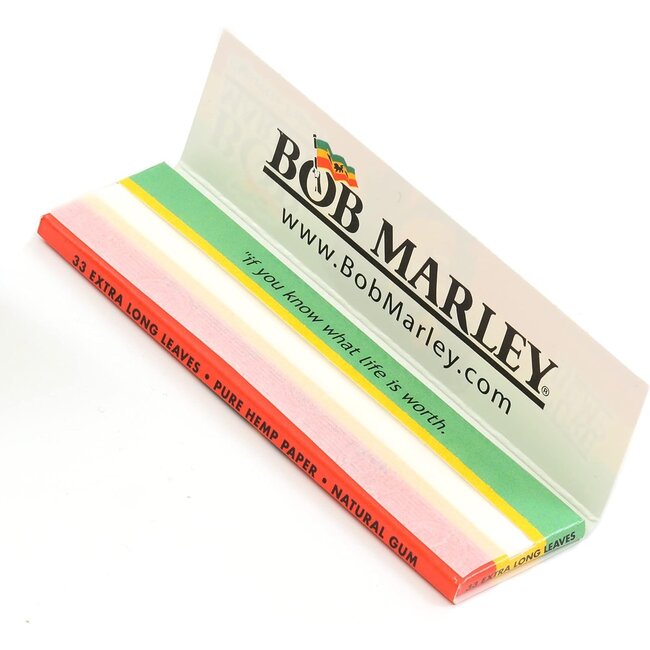 BOB MARLEY®
www.BobMarley.com
"if you know what life is worth.
33 EXTRA LONG LEAVES • PURE HEMP PAPER • NATURAL GUM
33 EXTRA LONG LEAVES